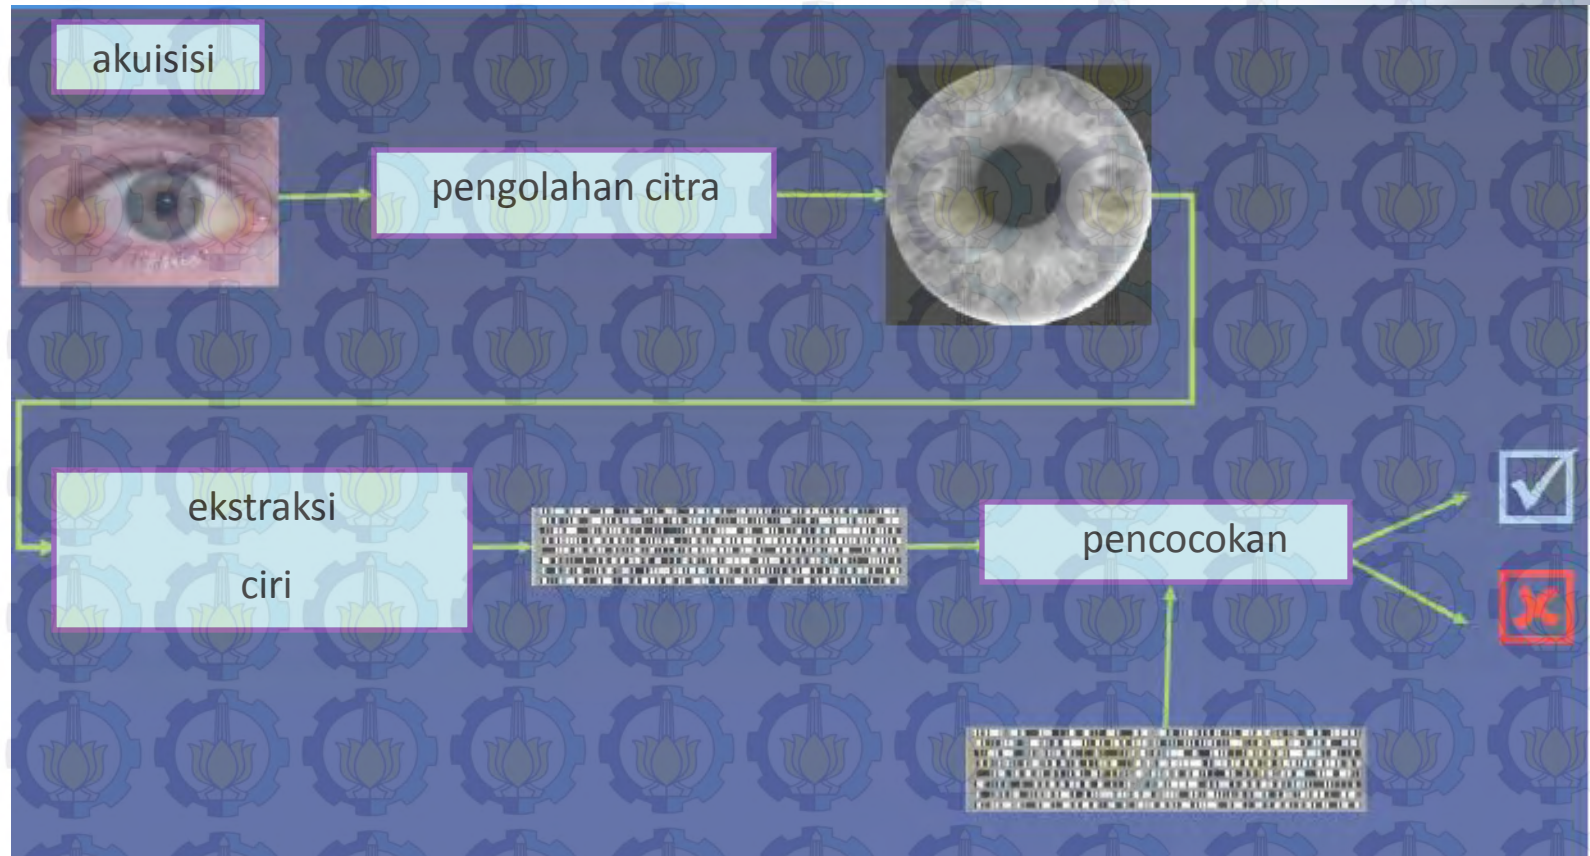 akuisisi
pengolahan citra
ekstraksi
ciri
pencocokan